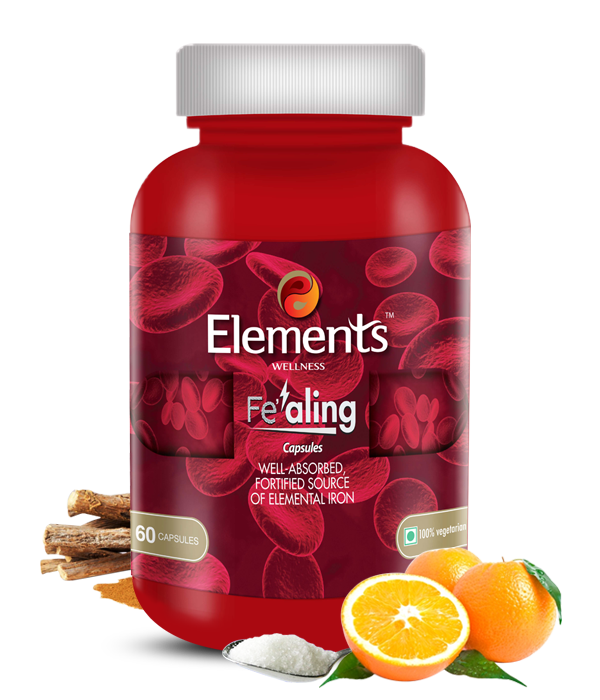 Elements™
WELLNESS
Fe'aling
Capsules
WELL-ABSORBED,
FORTIFIED SOURCE
OF ELEMENTAL IRON
60 CAPSULES
100% vegetarian